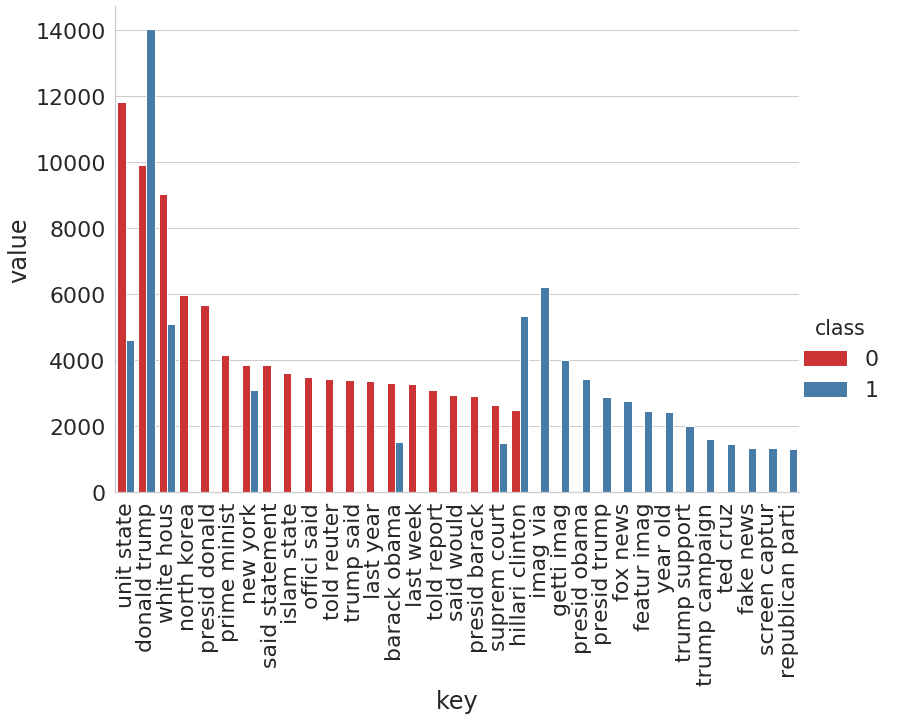 14000
12000
10000
8000
6000
4000
2000
0
value
unit state
donald trump
white hous
north korea
presid donald
prime minist
new york
said statement
islam state
offici said
told reuter
trump said
last year
barack obama
last week
told report
said would
presid barack
suprem court
hillari clinton
imag via
getti imag
presid obama
presid trump
fox news
featur imag
year old
trump support
trump campaign
ted cruz
fake news
screen captur
republican parti
key
class
0
1